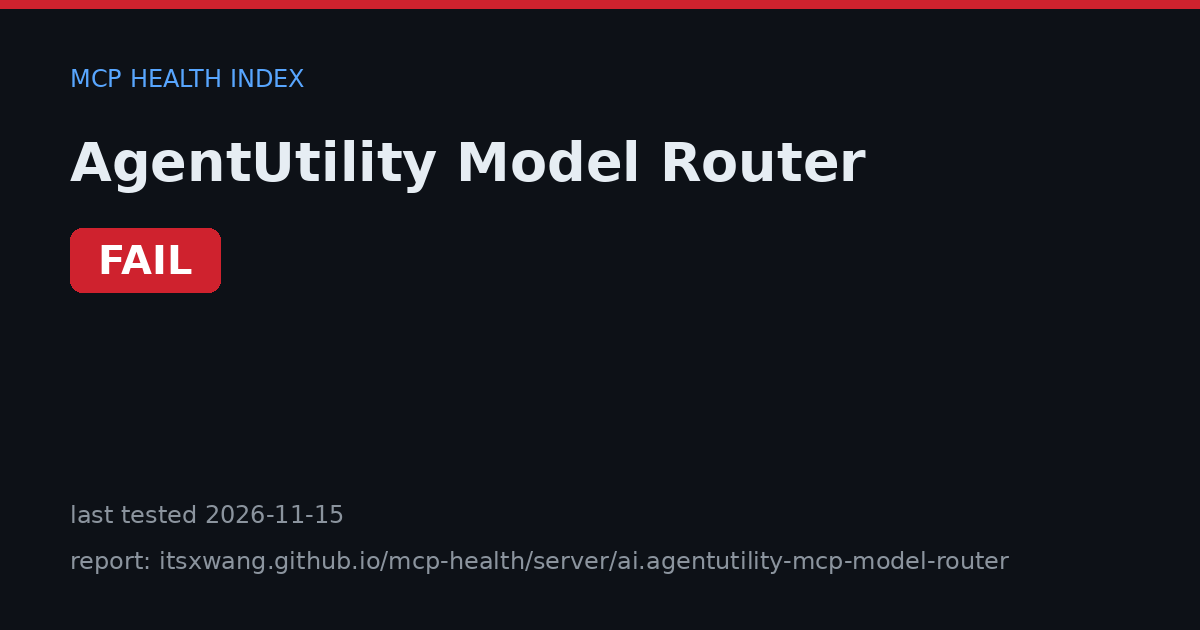 MCP HEALTH INDEX
AgentUtility Model Router
FAIL
last tested 2026-11-15
report: itsxwang.github.io/mcp-health/server/ai.agentutility-mcp-model-router